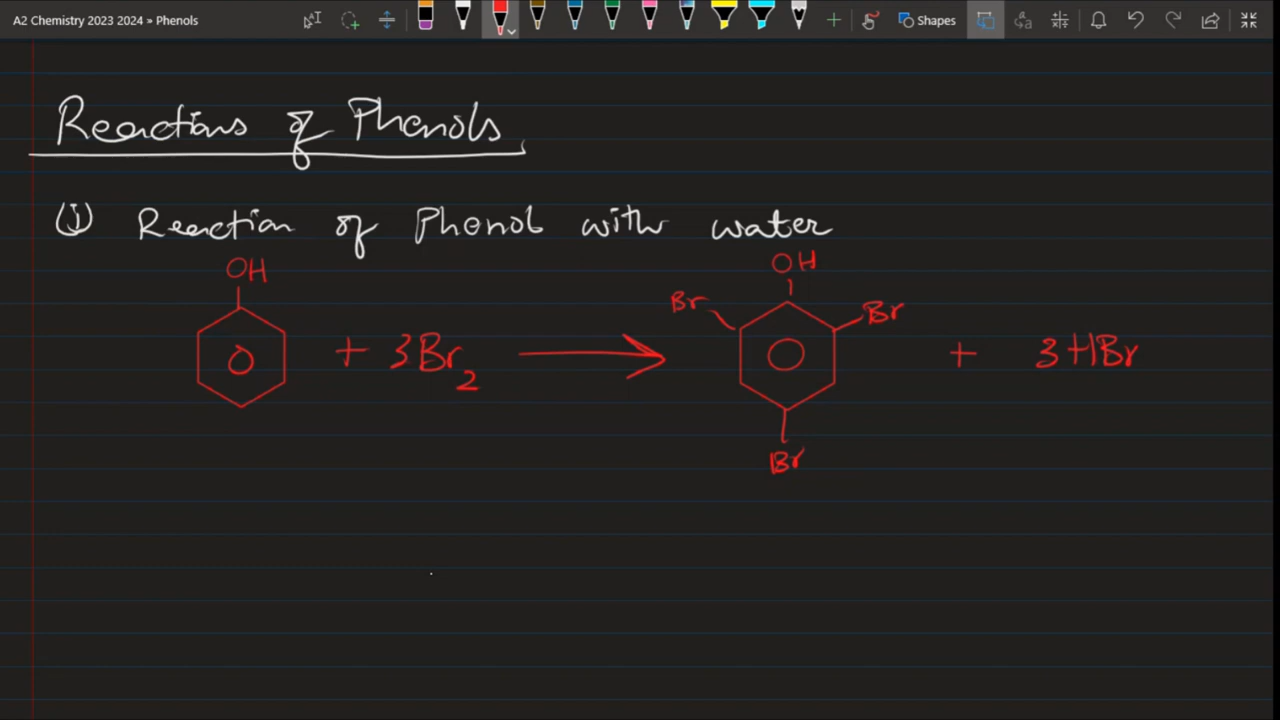 A2 Chemistry 2023 2024 » Phenols
Shapes
Reactions of Phenols
(1) Reaction of Phenol with water
OH
OH
Br
Br
+ 3Br₂
+ 3HBr
Br